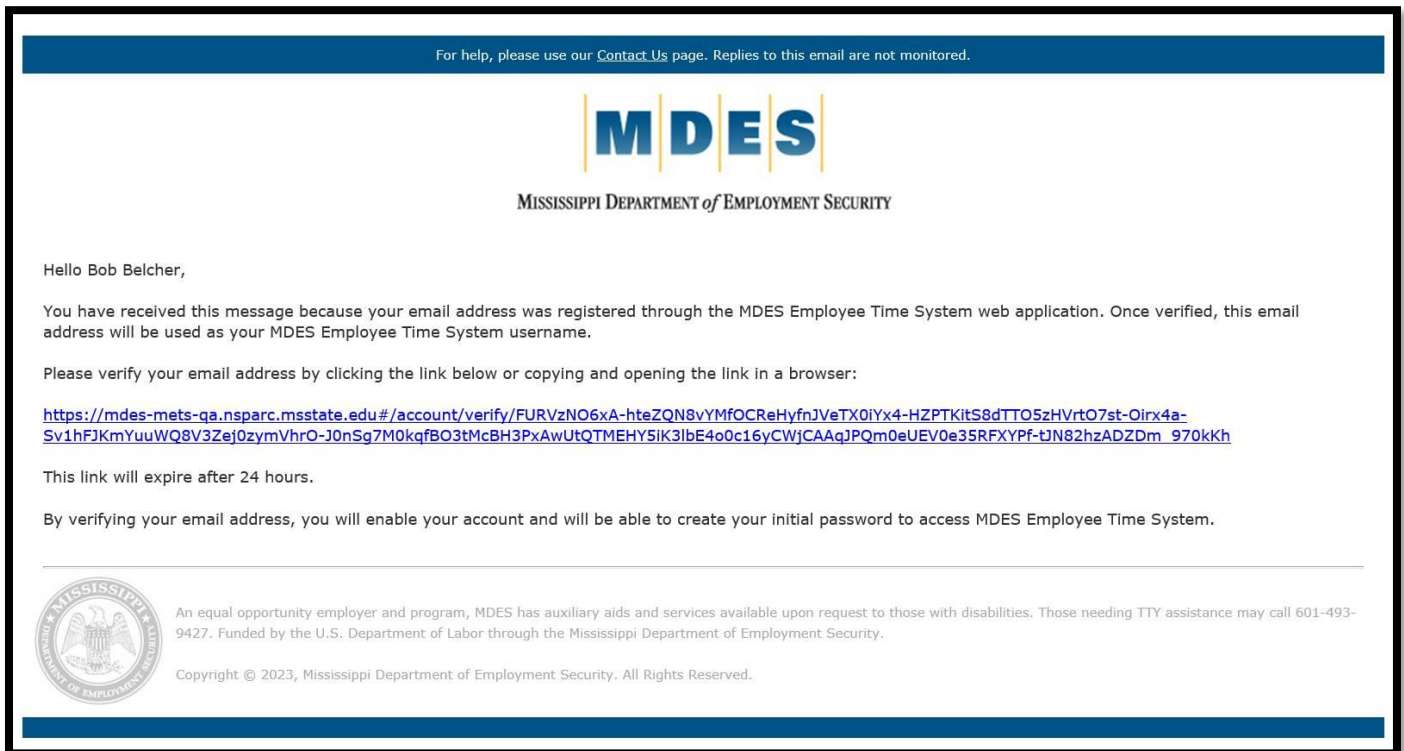 For help, please use our Contact Us page. Replies to this email are not monitored.
MDES
MISSISSIPPI DEPARTMENT of EMPLOYMENT SECURITY
Hello Bob Belcher,
You have received this message because your email address was registered through the MDES Employee Time System web application. Once verified, this email
address will be used as your MDES Employee Time System username.
Please verify your email address by clicking the link below or copying and opening the link in a browser:
https://mdes-mets-qa.nsparc.msstate.edu#/account/verify/FURVzNO6xA-hteZQN8vYMfOCReHyfnJVeTX0iYx4-HZPTKitS8dTTO5zHVrtO7st-Oirx4a-
Sv1hFJKmYuuWQ8V3Zej0zymVhrO-J0nSg7M0kqfBO3tMcBH3PxAwUtQTMEHY5iK3lbE4o0c16yCWjCAAqJPQm0eUEV0e35RFXYPf-tJN82hzADZDm_970kKh
This link will expire after 24 hours.
By verifying your email address, you will enable your account and will be able to create your initial password to access MDES Employee Time System.
MISSISSIPPI DEPARTMENT OF EMPLOYMENT SECURITY
An equal opportunity employer and program, MDES has auxiliary aids and services available upon request to those with disabilities. Those needing TTY assistance may call 601-493-
9427. Funded by the U.S. Department of Labor through the Mississippi Department of Employment Security.
Copyright © 2023, Mississippi Department of Employment Security. All Rights Reserved.